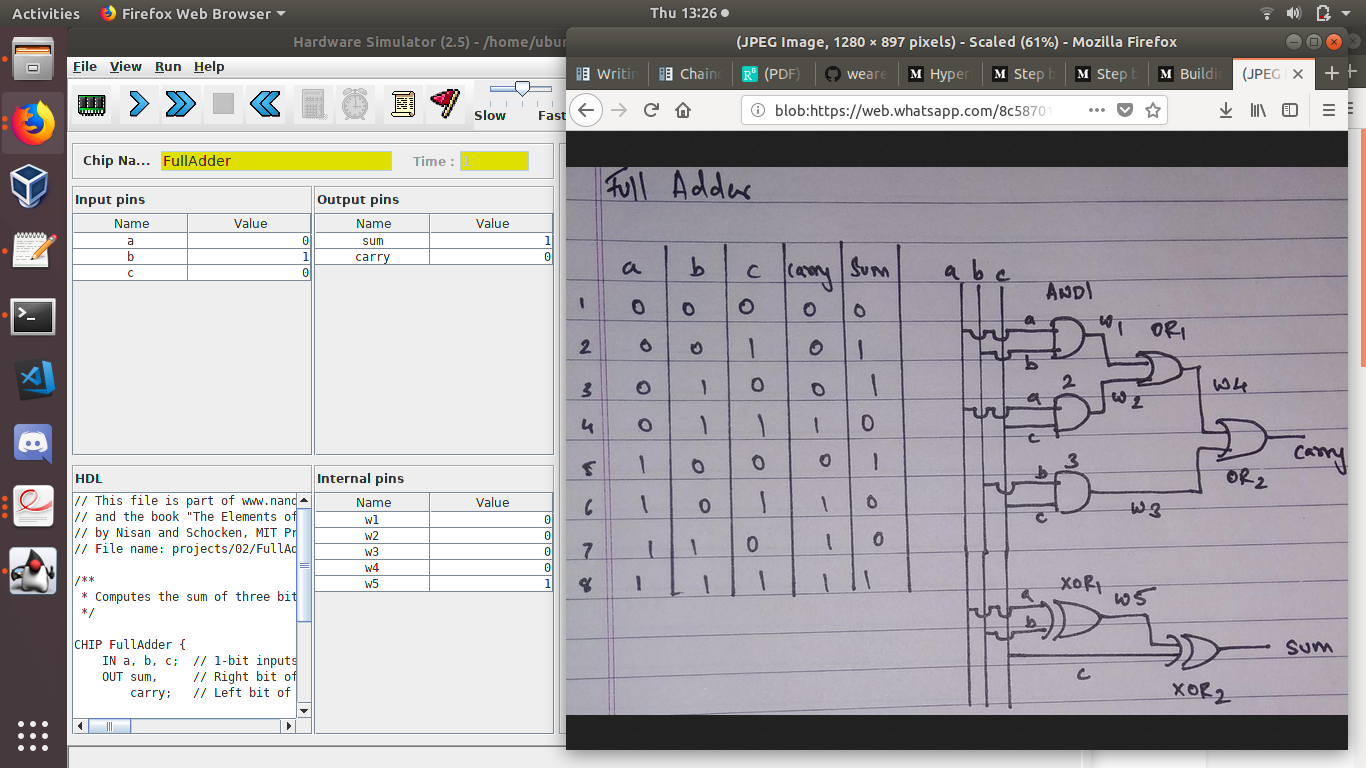 Activities Firefox Web Browser Thu 13:26
Hardware Simulator (2.5) - /home/ubun
(JPEG Image, 1280 × 897 pixels) - Scaled (61%) - Mozilla Firefox
File View Run Help
Writin Chain (PDF) weare Hyperl Step b Step b Buildi (JPEG
blob:https://web.whatsapp.com/8c58701
Slow Fast
Chip Na... FullAdder Time : 1
Input pins
Name Value
a 0
b 1
c 0
Output pins
Name Value
sum 1
carry 0
HDL
// This file is part of www.nand
// and the book "The Elements of
// by Nisan and Schocken, MIT Pr
// File name: projects/02/FullAd
/**
* Computes the sum of three bit
*/
CHIP FullAdder {
IN a, b, c; // 1-bit inputs
OUT sum, // Right bit of
carry; // Left bit of
Internal pins
Name Value
w1 0
w2 0
w3 0
w4 0
w5 1
Full Adder
a b c Carry Sum
1 0 0 0 0 0
2 0 0 1 0 1
3 0 1 0 0 1
4 0 1 1 1 0
5 1 0 0 0 1
6 1 0 1 1 0
7 1 1 0 1 0
8 1 1 1 1 1
a b c
AND1
a
b
W1
OR1
2
a
c
W2
W4
3
b
c
W3
OR2
Carry
XOR1
a
b
W5
c
XOR2
Sum